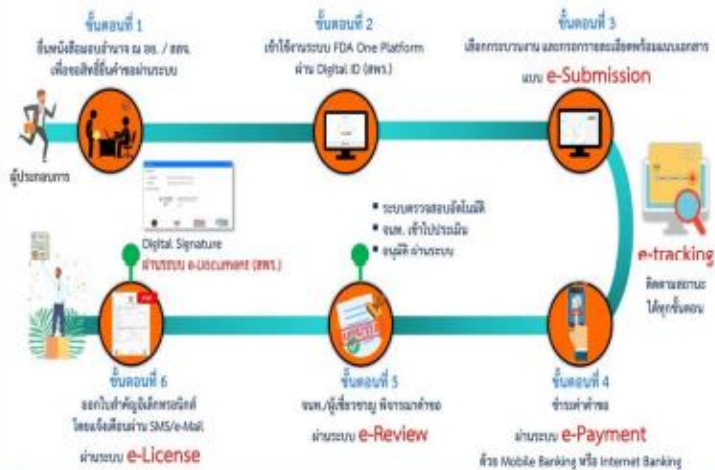 ขั้นตอนที่ 1
ยื่นหนังสือมอบอำนาจ ณ อย. / สสจ.
เพื่อขอสิทธิ์ยื่นคำขอผ่านระบบ
ขั้นตอนที่ 2
เข้าใช้งานระบบ FDA One Platform
ผ่าน Digital ID (สพร.)
ขั้นตอนที่ 3
เลือกกระบวนงาน และกรอกรายละเอียดพร้อมแนบเอกสาร
แบบ e-Submission
ผู้ประกอบการ
Digital Signature
ผ่านระบบ e-Document (สพร.)
ระบบตรวจสอบอัตโนมัติ
จนท. เข้าไปประเมิน
อนุมัติ ผ่านระบบ
e-tracking
ติดตามสถานะ
ได้ทุกขั้นตอน
ขั้นตอนที่ 6
ออกใบสำคัญอิเล็กทรอนิกส์
โดยแจ้งเตือนผ่าน SMS/e-Mail
ผ่านระบบ e-License
ขั้นตอนที่ 5
จนท./ผู้เชี่ยวชาญ พิจารณาคำขอ
ผ่านระบบ e-Review
ขั้นตอนที่ 4
ชำระค่าคำขอ
ผ่านระบบ e-Payment
ด้วย Mobile Banking หรือ Internet Banking